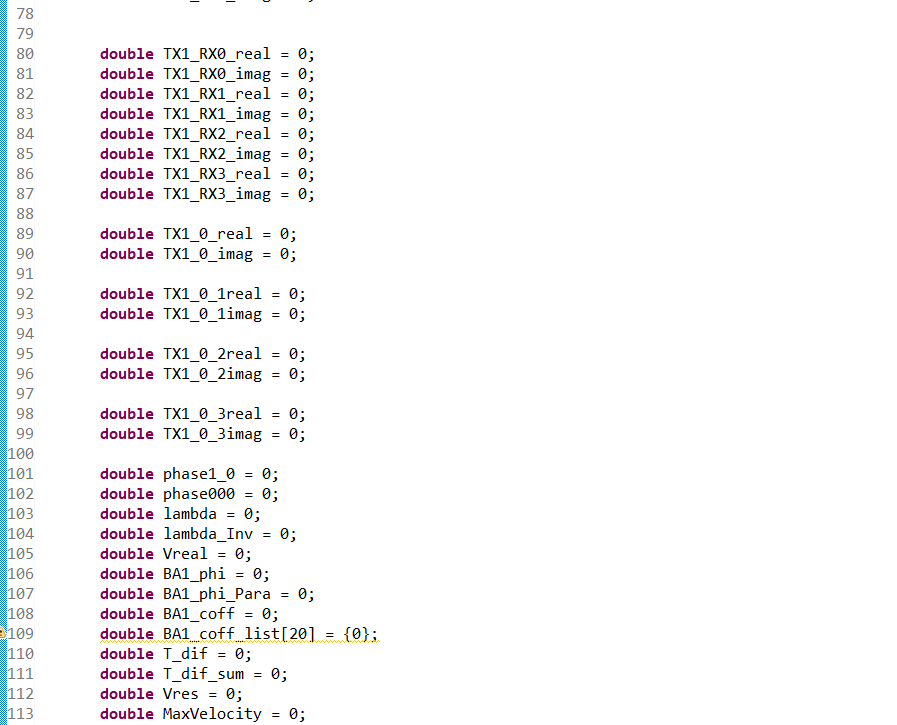 78
79
80 double TX1_RX0_real = 0;
81 double TX1_RX0_imag = 0;
82 double TX1_RX1_real = 0;
83 double TX1_RX1_imag = 0;
84 double TX1_RX2_real = 0;
85 double TX1_RX2_imag = 0;
86 double TX1_RX3_real = 0;
87 double TX1_RX3_imag = 0;
88
89 double TX1_0_real = 0;
90 double TX1_0_imag = 0;
91
92 double TX1_0_1real = 0;
93 double TX1_0_1imag = 0;
94
95 double TX1_0_2real = 0;
96 double TX1_0_2imag = 0;
97
98 double TX1_0_3real = 0;
99 double TX1_0_3imag = 0;
100
101 double phase1_0 = 0;
102 double phase000 = 0;
103 double lambda = 0;
104 double lambda_Inv = 0;
105 double Vreal = 0;
106 double BA1_phi = 0;
107 double BA1_phi_Para = 0;
108 double BA1_coff = 0;
109 double BA1_coff_list[20] = {0};
110 double T_dif = 0;
111 double T_dif_sum = 0;
112 double Vres = 0;
113 double MaxVelocity = 0;